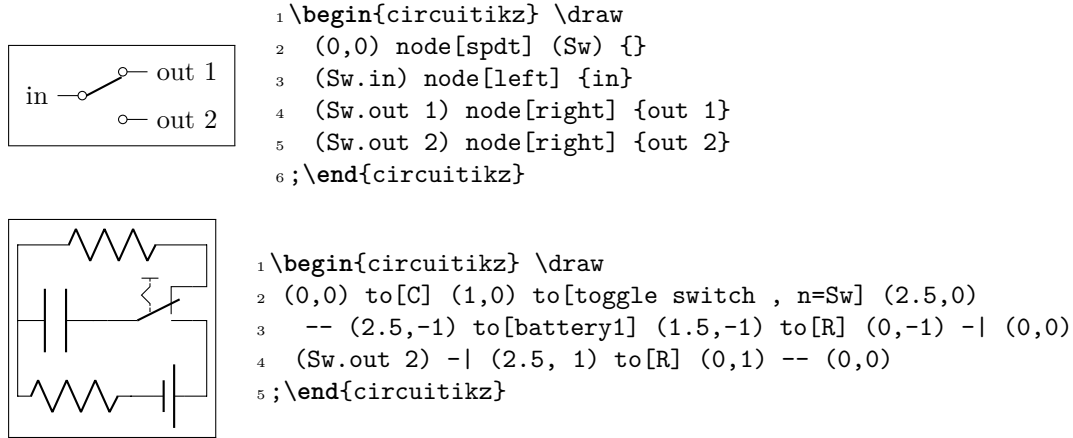 in
out 1
out 2
1 \begin{circuitikz} \draw
2   (0,0) node[spdt] (Sw) {}
3   (Sw.in) node[left] {in}
4   (Sw.out 1) node[right] {out 1}
5   (Sw.out 2) node[right] {out 2}
6 ;\end{circuitikz}
1 \begin{circuitikz} \draw
2  (0,0) to[C] (1,0) to[toggle switch , n=Sw] (2.5,0)
3   -- (2.5,-1) to[battery1] (1.5,-1) to[R] (0,-1) -| (0,0)
4  (Sw.out 2) -| (2.5, 1) to[R] (0,1) -- (0,0)
5 ;\end{circuitikz}